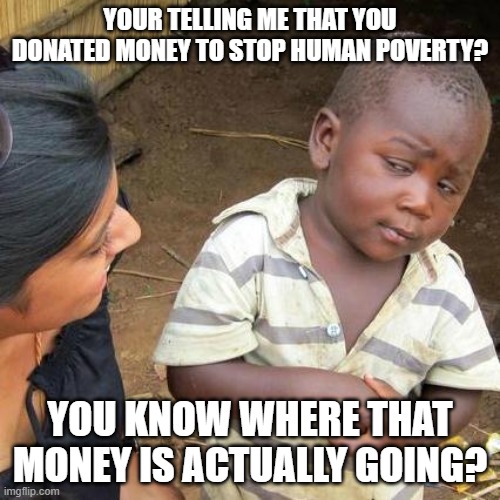 YOUR TELLING ME THAT YOU
DONATED MONEY TO STOP HUMAN POVERTY?
YOU KNOW WHERE THAT
MONEY IS ACTUALLY GOING?
imgflip.com